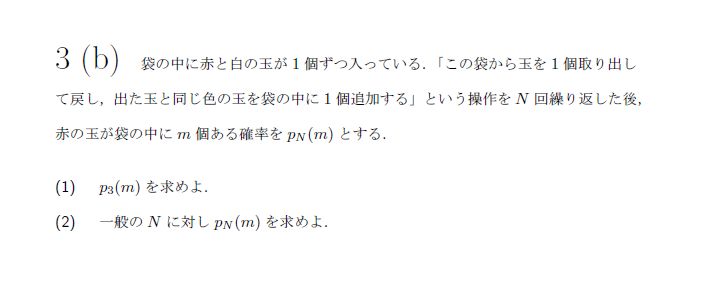 3 (b) 袋の中に赤と白の玉が 1 個ずつ入っている.「この袋から玉を 1 個取り出し
て戻し, 出た玉と同じ色の玉を袋の中に 1 個追加する」という操作を N 回繰り返した後,
赤の玉が袋の中に m 個ある確率を pN(m) とする.
(1) p3(m) を求めよ.
(2) 一般の N に対し pN(m) を求めよ.